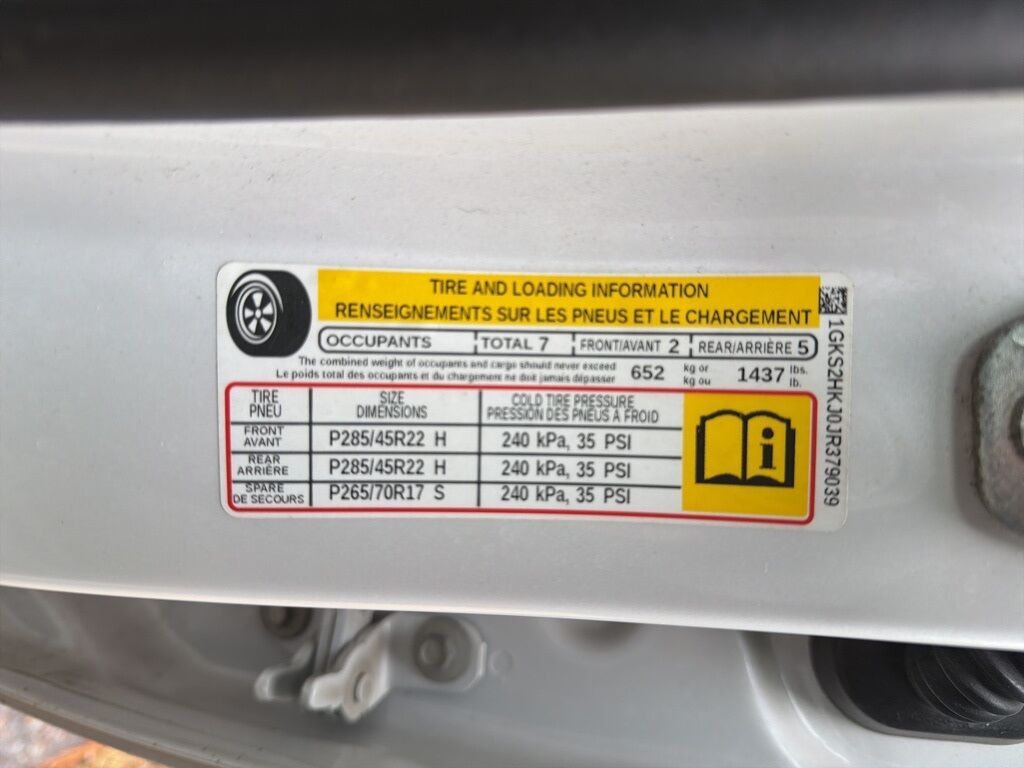 TIRE AND LOADING INFORMATION
RENSEIGNEMENTS SUR LES PNEUS ET LE CHARGEMENT
OCCUPANTS TOTAL 7 FRONT/AVANT 2 REAR/ARRIÈRE 5
The combined weight of occupants and cargo should never exceed
Le poids total des occupants et du chargement ne doit jamais dépasser
652 kg or 1437 lbs.
kg ou lb.
TIRE SIZE COLD TIRE PRESSURE
PNEU DIMENSIONS PRESSION DES PNEUS À FROID
FRONT
AVANT P285/45R22 H 240 kPa, 35 PSI
REAR
ARRIÈRE P285/45R22 H 240 kPa, 35 PSI
SPARE
DE SECOURS P265/70R17 S 240 kPa, 35 PSI
i
1GKS2HKJ0JR379039